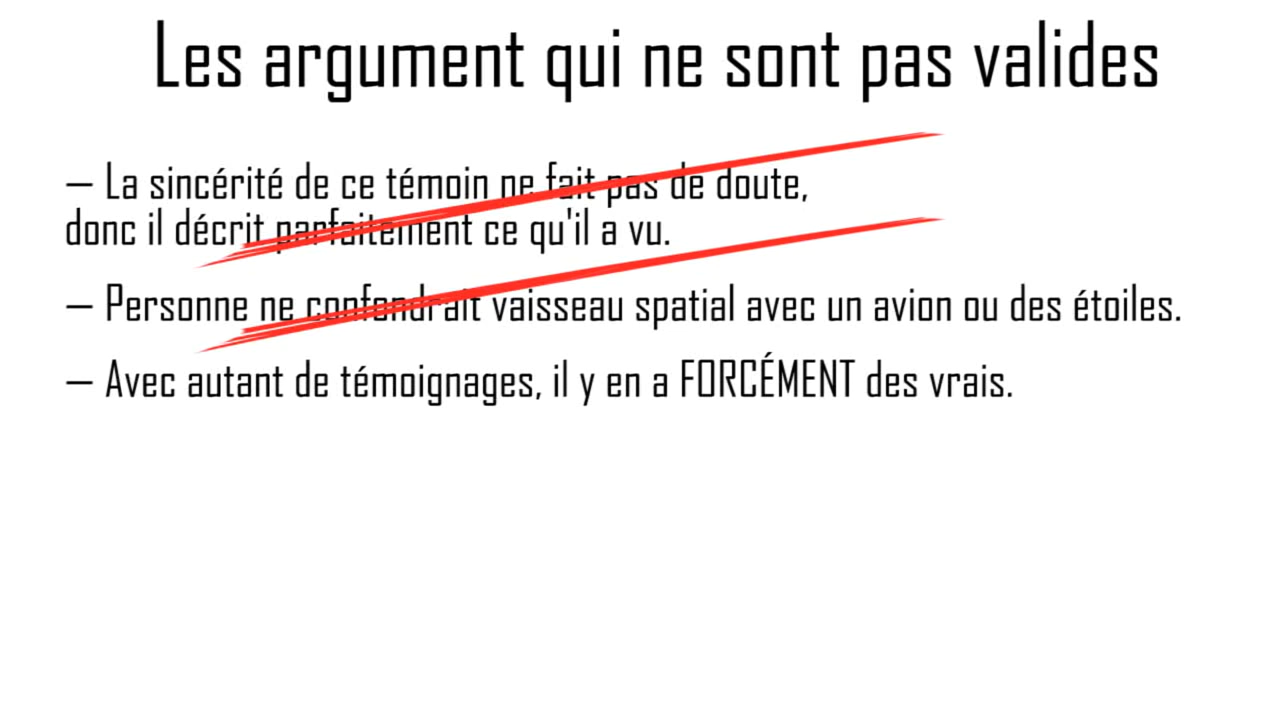 Les argument qui ne sont pas valides
– La sincérité de ce témoin ne fait pas de doute,
donc il décrit parfaitement ce qu'il a vu.
– Personne ne confondrait vaisseau spatial avec un avion ou des étoiles.
– Avec autant de témoignages, il y en a FORCÉMENT des vrais.